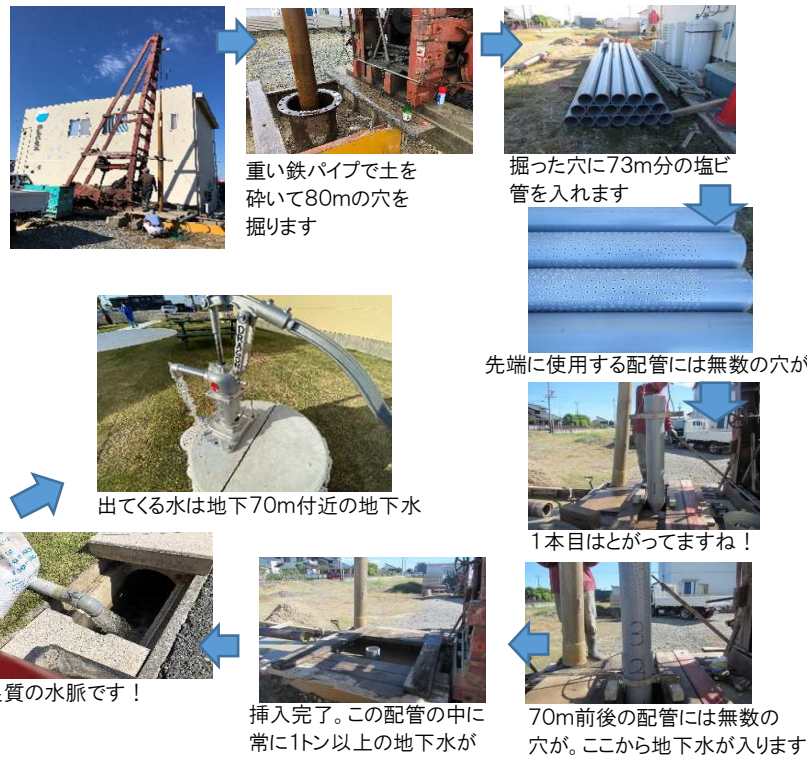 重い鉄パイプで土を
砕いて80mの穴を
掘ります
掘った穴に73m分の塩ビ
管を入れます
先端に使用する配管には無数の穴が
1本目はとがってますね！
70m前後の配管には無数の
穴が。ここから地下水が入ります
3
2
挿入完了。この配管の中に
常に1トン以上の地下水が
質の水脈です！
出てくる水は地下70m付近の地下水
DRAGON